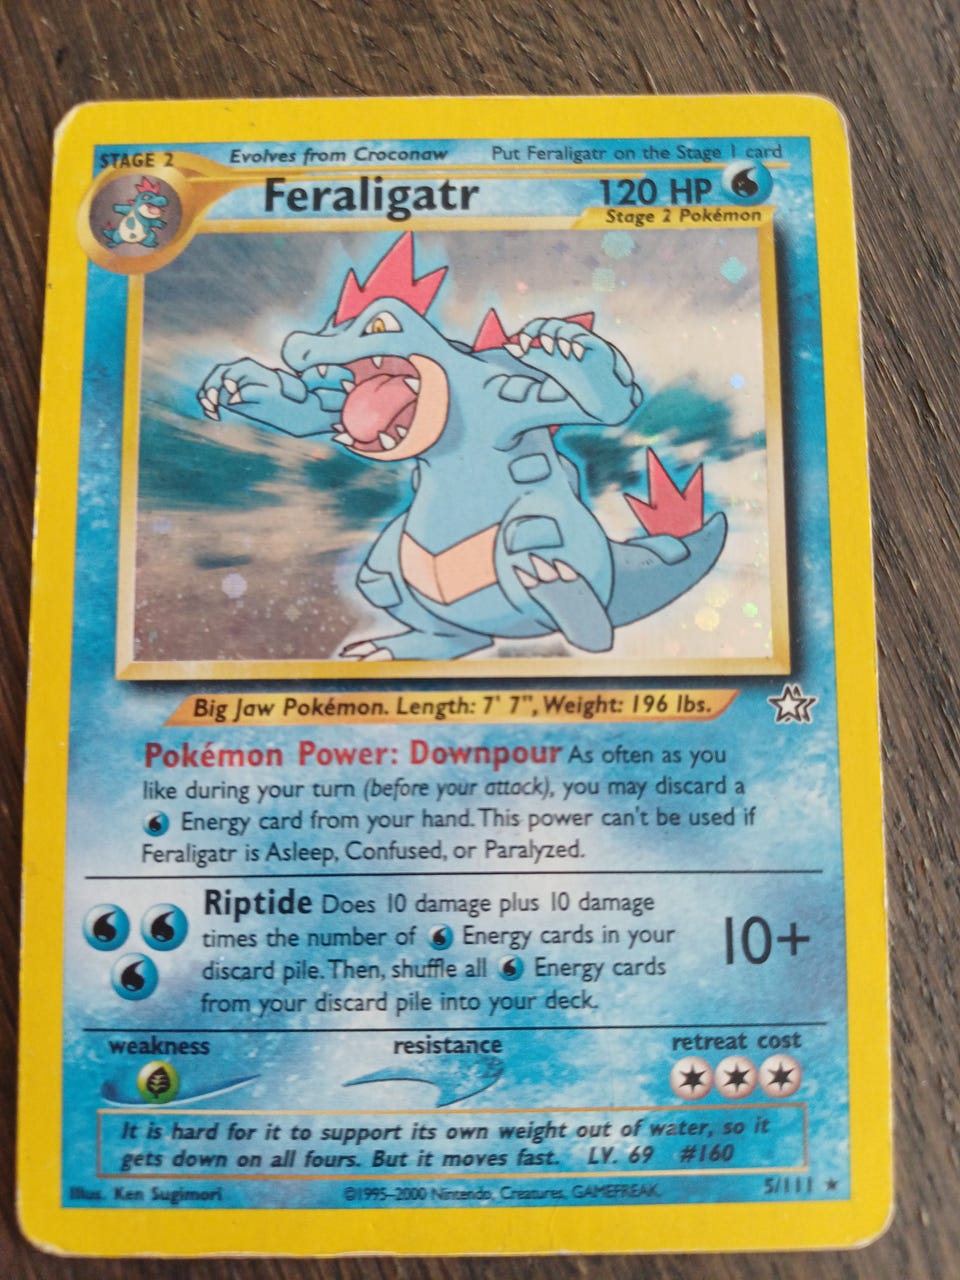 STAGE 2
Evolves from Croconaw Put Feraligatr on the Stage 1 card
Feraligatr 120 HP
Stage 2 Pokémon
Big Jaw Pokémon. Length: 7' 7", Weight: 196 lbs.
Pokémon Power: Downpour As often as you
like during your turn (before your attack), you may discard a
Energy card from your hand. This power can't be used if
Feraligatr is Asleep, Confused, or Paralyzed.
Riptide Does 10 damage plus 10 damage
times the number of Energy cards in your
discard pile. Then, shuffle all Energy cards
from your discard pile into your deck.
10+
weakness resistance retreat cost
It is hard for it to support its own weight out of water, so it
gets down on all fours. But it moves fast. LV. 69 #160
Illus. Ken Sugimori ©1995-2000 Nintendo, Creatures, GAMEFREAK. 5/111 ★